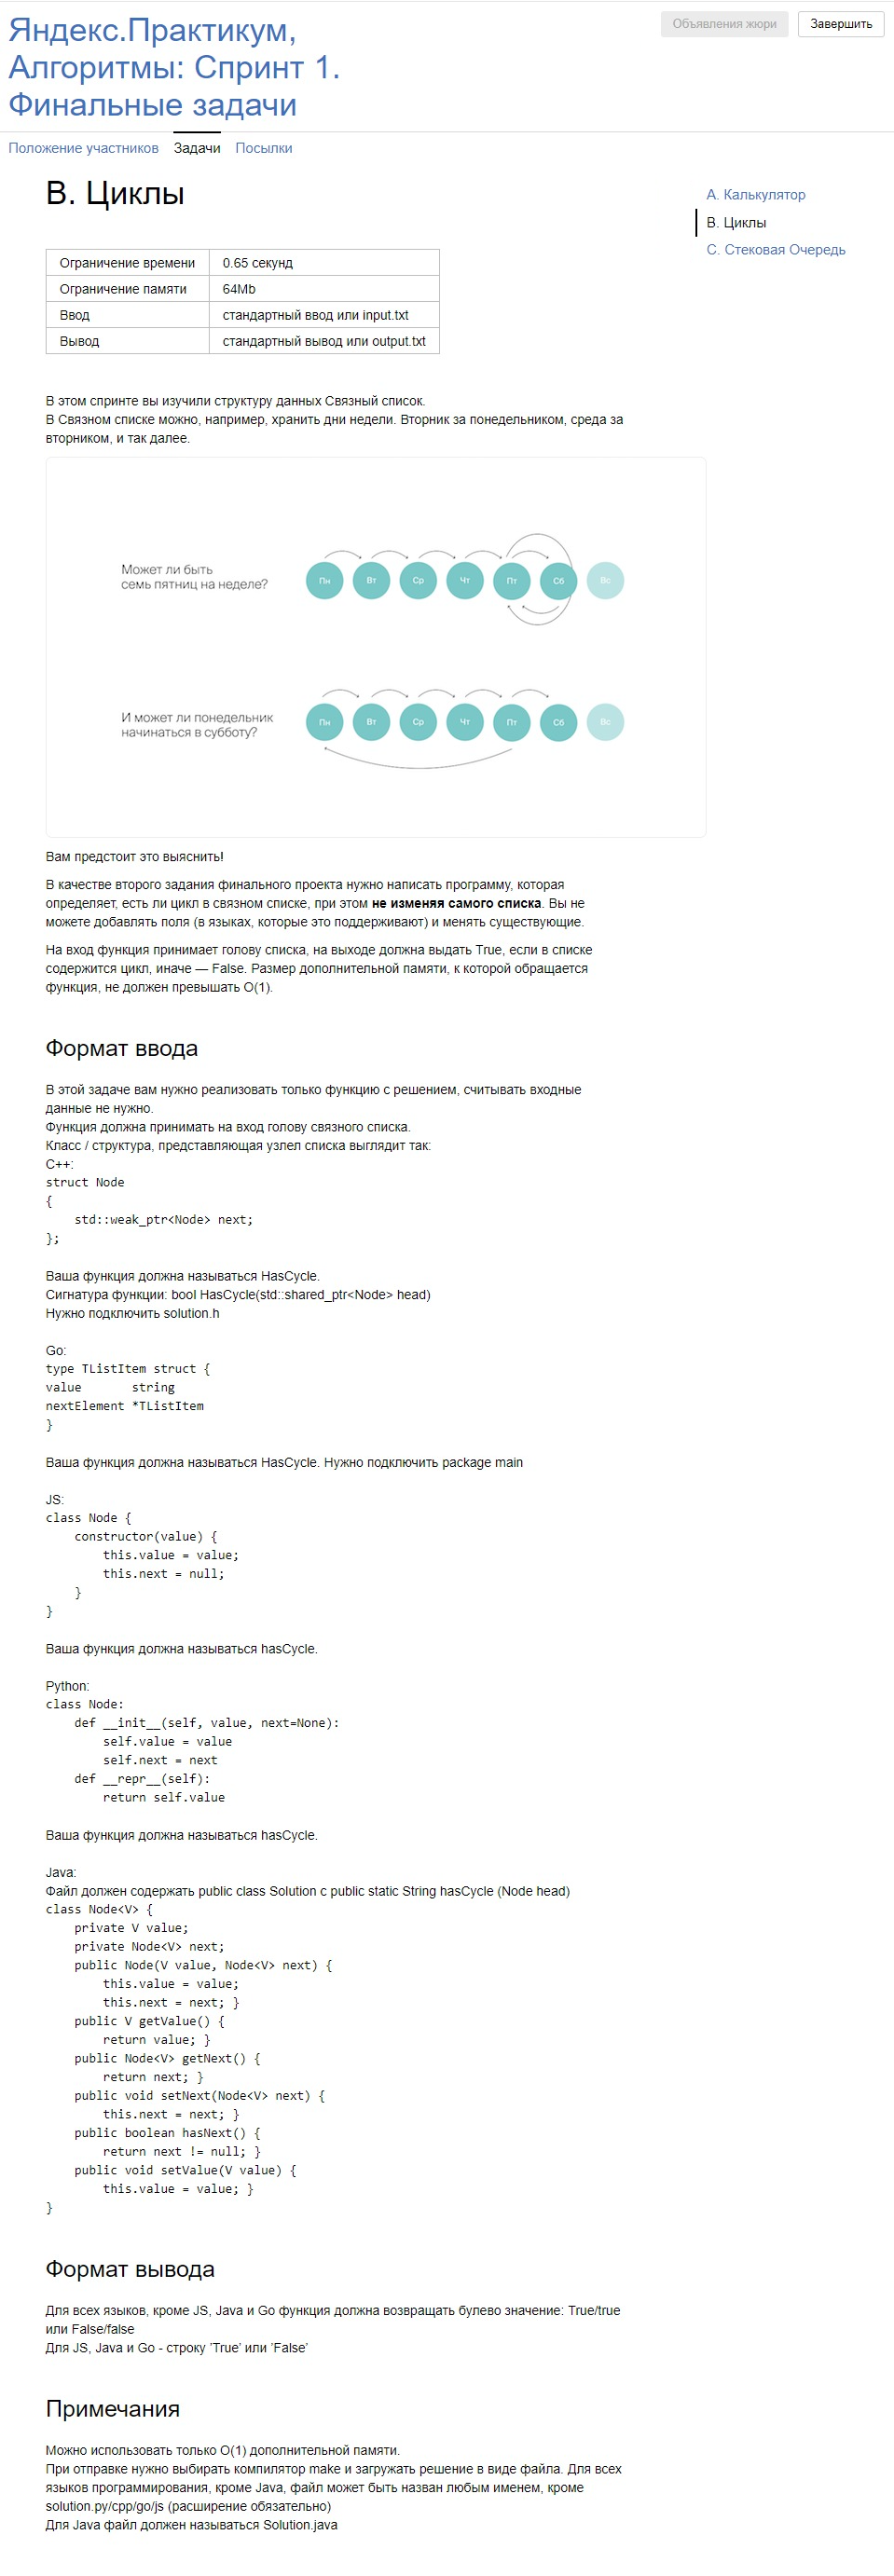 Яндекс.Практикум,
Алгоритмы: Спринт 1.
Финальные задачи
Объявления жюри
Завершить
Положение участников
Задачи
Посылки
B. Циклы
A. Калькулятор
B. Циклы
C. Стековая Очередь
Ограничение времени 0.65 секунд
Ограничение памяти 64Mb
Ввод стандартный ввод или input.txt
Вывод стандартный вывод или output.txt
В этом спринте вы изучили структуру данных Связный список.
В Связном списке можно, например, хранить дни недели. Вторник за понедельником, среда за
вторником, и так далее.
Может ли быть
семь пятниц на неделе?
Пн Вт Ср Чт Пт Сб Вс
И может ли понедельник
начинаться в субботу?
Пн Вт Ср Чт Пт Сб Вс
Вам предстоит это выяснить!
В качестве второго задания финального проекта нужно написать программу, которая
определяет, есть ли цикл в связном списке, при этом не изменяя самого списка. Вы не
можете добавлять поля (в языках, которые это поддерживают) и менять существующие.
На вход функция принимает голову списка, на выходе должна выдать True, если в списке
содержится цикл, иначе — False. Размер дополнительной памяти, к которой обращается
функция, не должен превышать O(1).
Формат ввода
В этой задаче вам нужно реализовать только функцию с решением, считывать входные
данные не нужно.
Функция должна принимать на вход голову связного списка.
Класс / структура, представляющая узел списка выглядит так:
C++:
struct Node
{
    std::weak_ptr<Node> next;
};
Ваша функция должна называться HasCycle.
Сигнатура функции: bool HasCycle(std::shared_ptr<Node> head)
Нужно подключить solution.h
Go:
type TListItem struct {
value       string
nextElement *TListItem
}
Ваша функция должна называться HasCycle. Нужно подключить package main
JS:
class Node {
    constructor(value) {
        this.value = value;
        this.next = null;
    }
}
Ваша функция должна называться hasCycle.
Python:
class Node:
    def __init__(self, value, next=None):
        self.value = value
        self.next = next
    def __repr__(self):
        return self.value
Ваша функция должна называться hasCycle.
Java:
Файл должен содержать public class Solution с public static String hasCycle (Node head)
class Node<V> {
    private V value;
    private Node<V> next;
    public Node(V value, Node<V> next) {
        this.value = value;
        this.next = next; }
    public V getValue() {
        return value; }
    public Node<V> getNext() {
        return next; }
    public void setNext(Node<V> next) {
        this.next = next; }
    public boolean hasNext() {
        return next != null; }
    public void setValue(V value) {
        this.value = value; }
}
Формат вывода
Для всех языков, кроме JS, Java и Go функция должна возвращать булево значение: True/true
или False/false
Для JS, Java и Go - строку 'True' или 'False'
Примечания
Можно использовать только O(1) дополнительной памяти.
При отправке нужно выбирать компилятор make и загружать решение в виде файла. Для всех
языков программирования, кроме Java, файл может быть назван любым именем, кроме
solution.py/cpp/go/js (расширение обязательно)
Для Java файл должен называться Solution.java